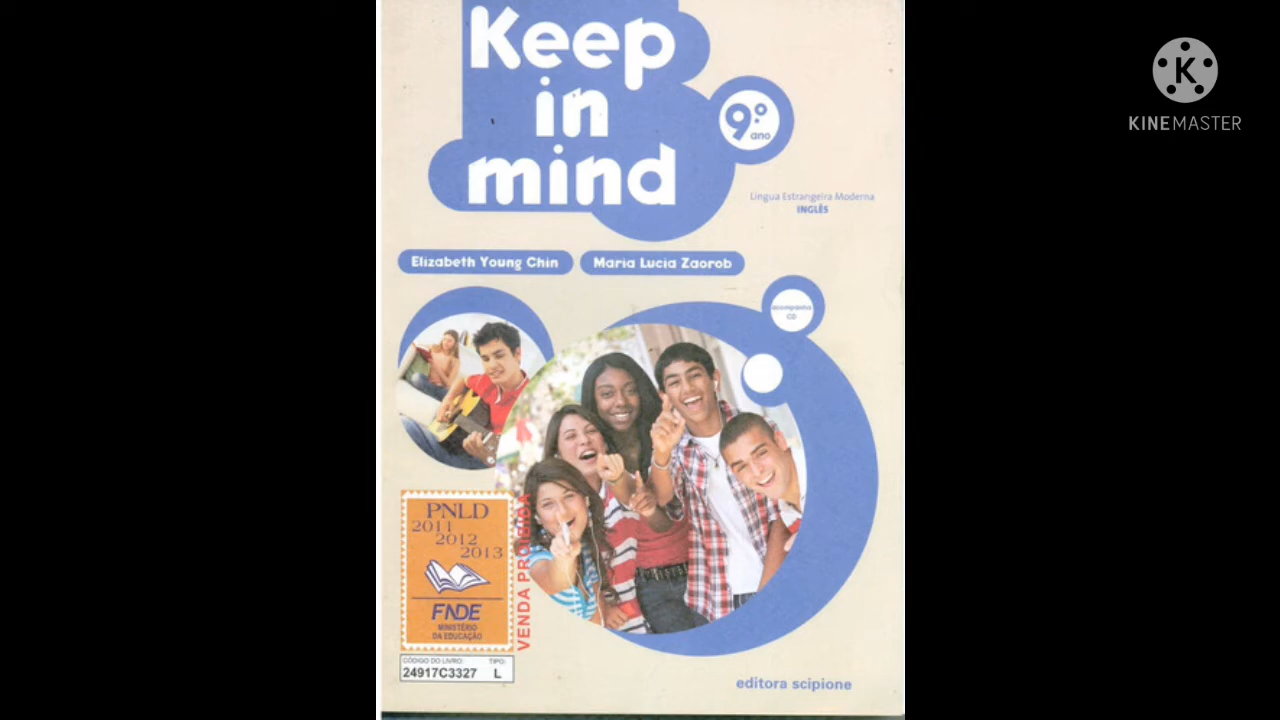 Keep
in
mind
9º
ano
Língua Estrangeira Moderna
INGLÊS
Elizabeth Young Chin
Maria Lucia Zaorob
acompanha
CD
PNLD
2011
2012
2013
FNDE
MINISTÉRIO
DA EDUCAÇÃO
VENDA PROIBIDA
CÓDIGO DO LIVRO:
TIPO:
24917C3327
L
editora scipione
K
KINEMASTER